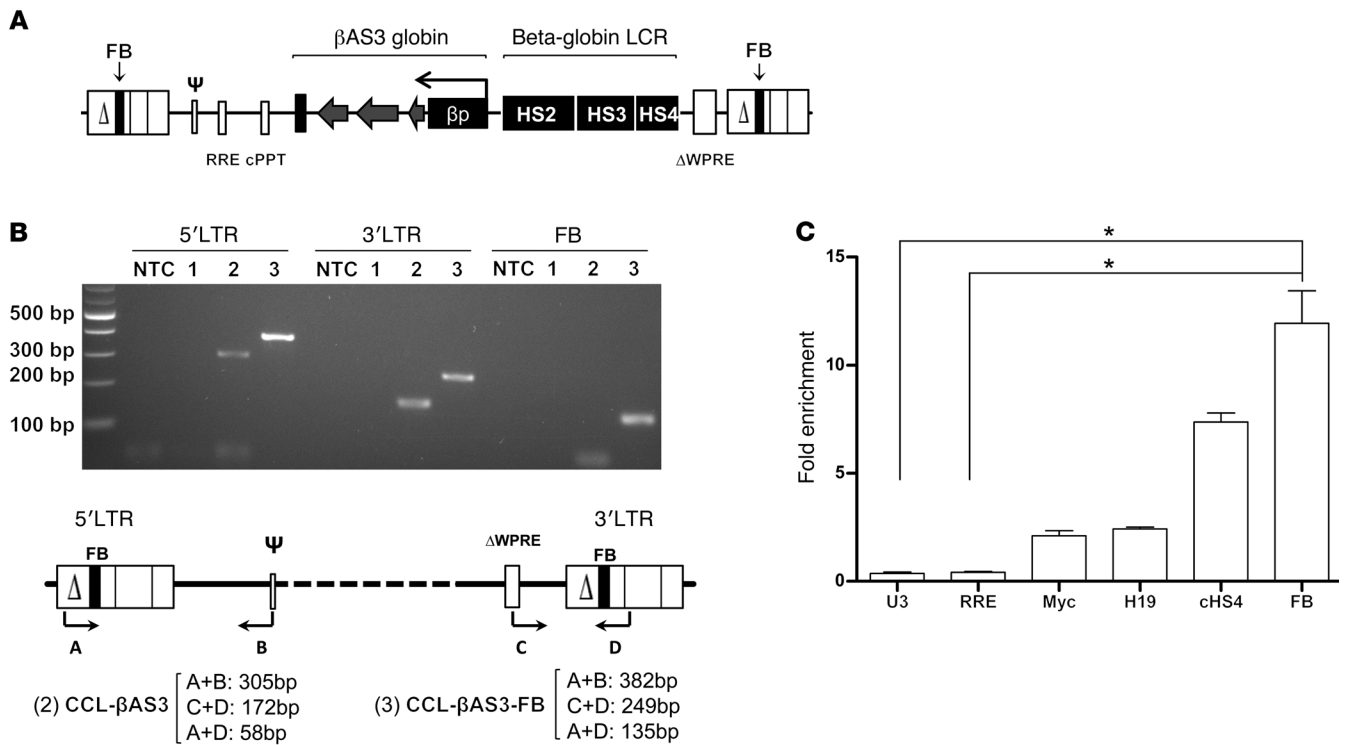 A
βAS3 globin
Beta-globin LCR
FB
FB
Ψ
Δ
βp
HS2
HS3
HS4
Δ
RRE cPPT
ΔWPRE
B
5′LTR
3′LTR
FB
NTC 1 2 3
NTC 1 2 3
NTC 1 2 3
500 bp
300 bp
200 bp
100 bp
5′LTR
3′LTR
FB
Ψ
ΔWPRE
FB
Δ
Δ
A
B
C
D
(2) CCL-βAS3
A+B: 305bp
C+D: 172bp
A+D: 58bp
(3) CCL-βAS3-FB
A+B: 382bp
C+D: 249bp
A+D: 135bp
C
*
*
Fold enrichment
15
10
5
0
U3
RRE
Myc
H19
cHS4
FB